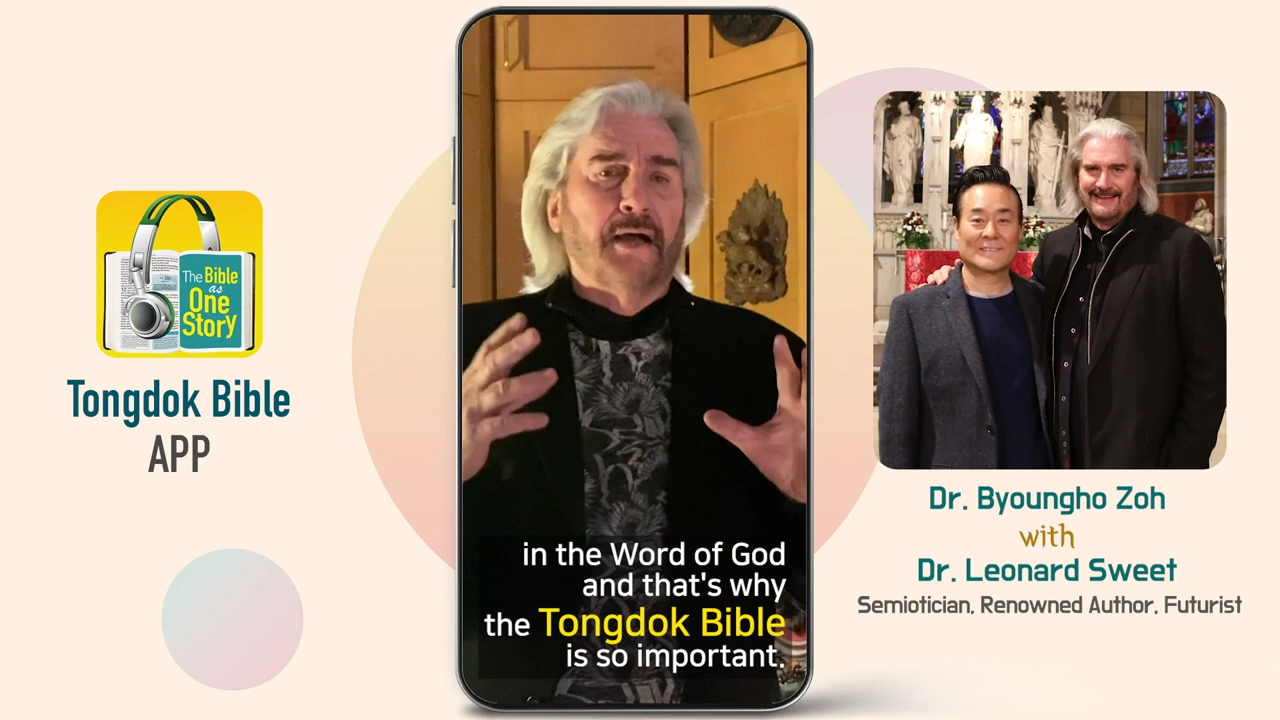 The Bible
as
One
Story
Tongdok Bible
APP
in the Word of God
and that's why
the Tongdok Bible
is so important.
Dr. Byoungho Zoh
with
Dr. Leonard Sweet
Semiotician, Renowned Author, Futurist